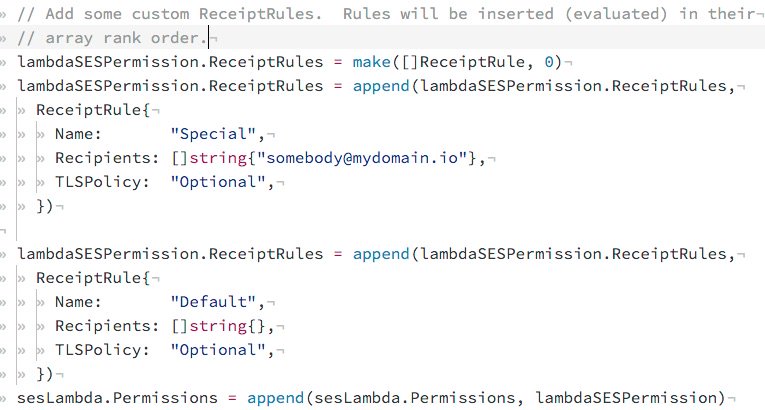 // Add some custom ReceiptRules.  Rules will be inserted (evaluated) in their
// array rank order.
lambdaSESPermission.ReceiptRules = make([]ReceiptRule, 0)
lambdaSESPermission.ReceiptRules = append(lambdaSESPermission.ReceiptRules,
ReceiptRule{
Name:       "Special",
Recipients: []string{"somebody@mydomain.io"},
TLSPolicy:  "Optional",
})
lambdaSESPermission.ReceiptRules = append(lambdaSESPermission.ReceiptRules,
ReceiptRule{
Name:       "Default",
Recipients: []string{},
TLSPolicy:  "Optional",
})
sesLambda.Permissions = append(sesLambda.Permissions, lambdaSESPermission)